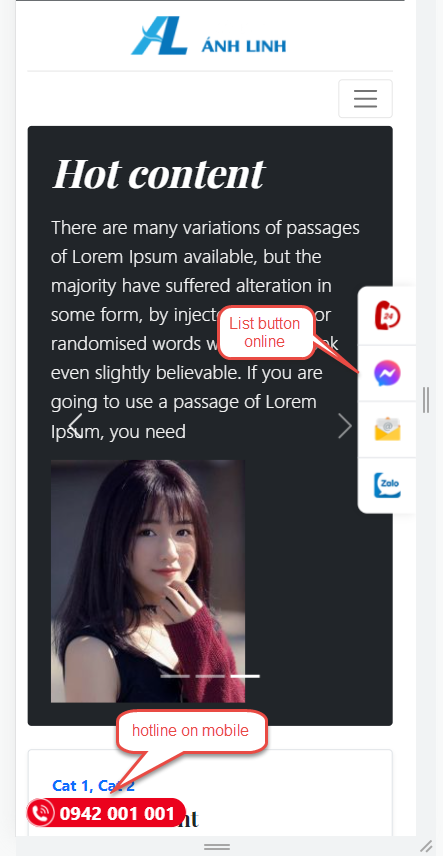 AL ÁNH LINH
Hot content
There are many variations of passages
of Lorem Ipsum available, but the
majority have suffered alteration in
some form, by inject or
randomised words w k
even slightly believable. If you are
going to use a passage of Lorem
Ipsum, you need
24
List button
online
Zalo
hotline on mobile
Cat 1, Cat 2
0942 001 001
nt